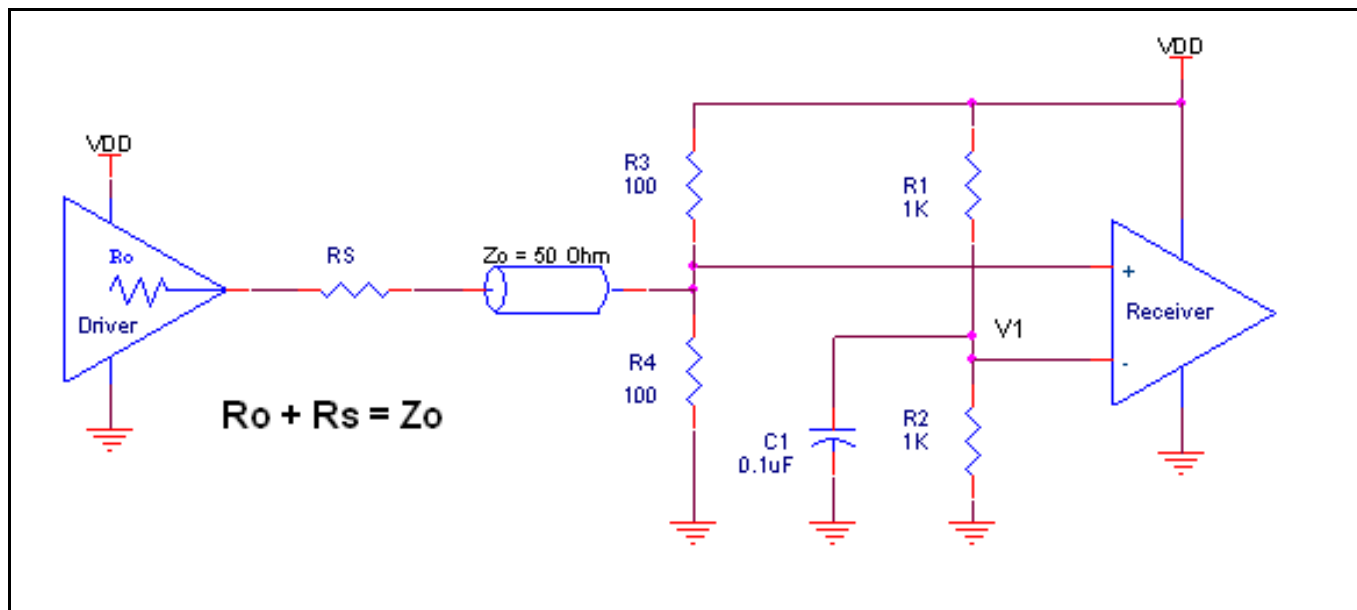 VDD
VDD
R3
100
R1
1K
Ro
RS
Zo = 50 Ohm
+
Driver
Receiver
V1
-
R4
100
Ro + Rs = Zo
C1
0.1uF
R2
1K